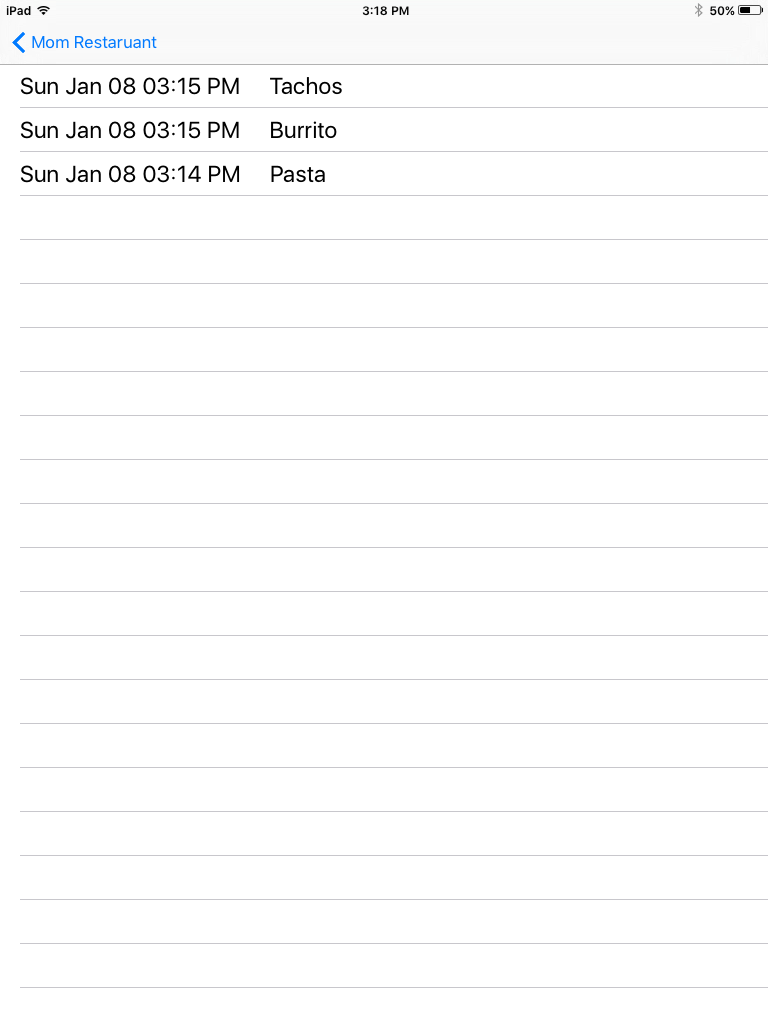 iPad 3:18 PM 50%
Mom Restaruant
Sun Jan 08 03:15 PM Tachos
Sun Jan 08 03:15 PM Burrito
Sun Jan 08 03:14 PM Pasta